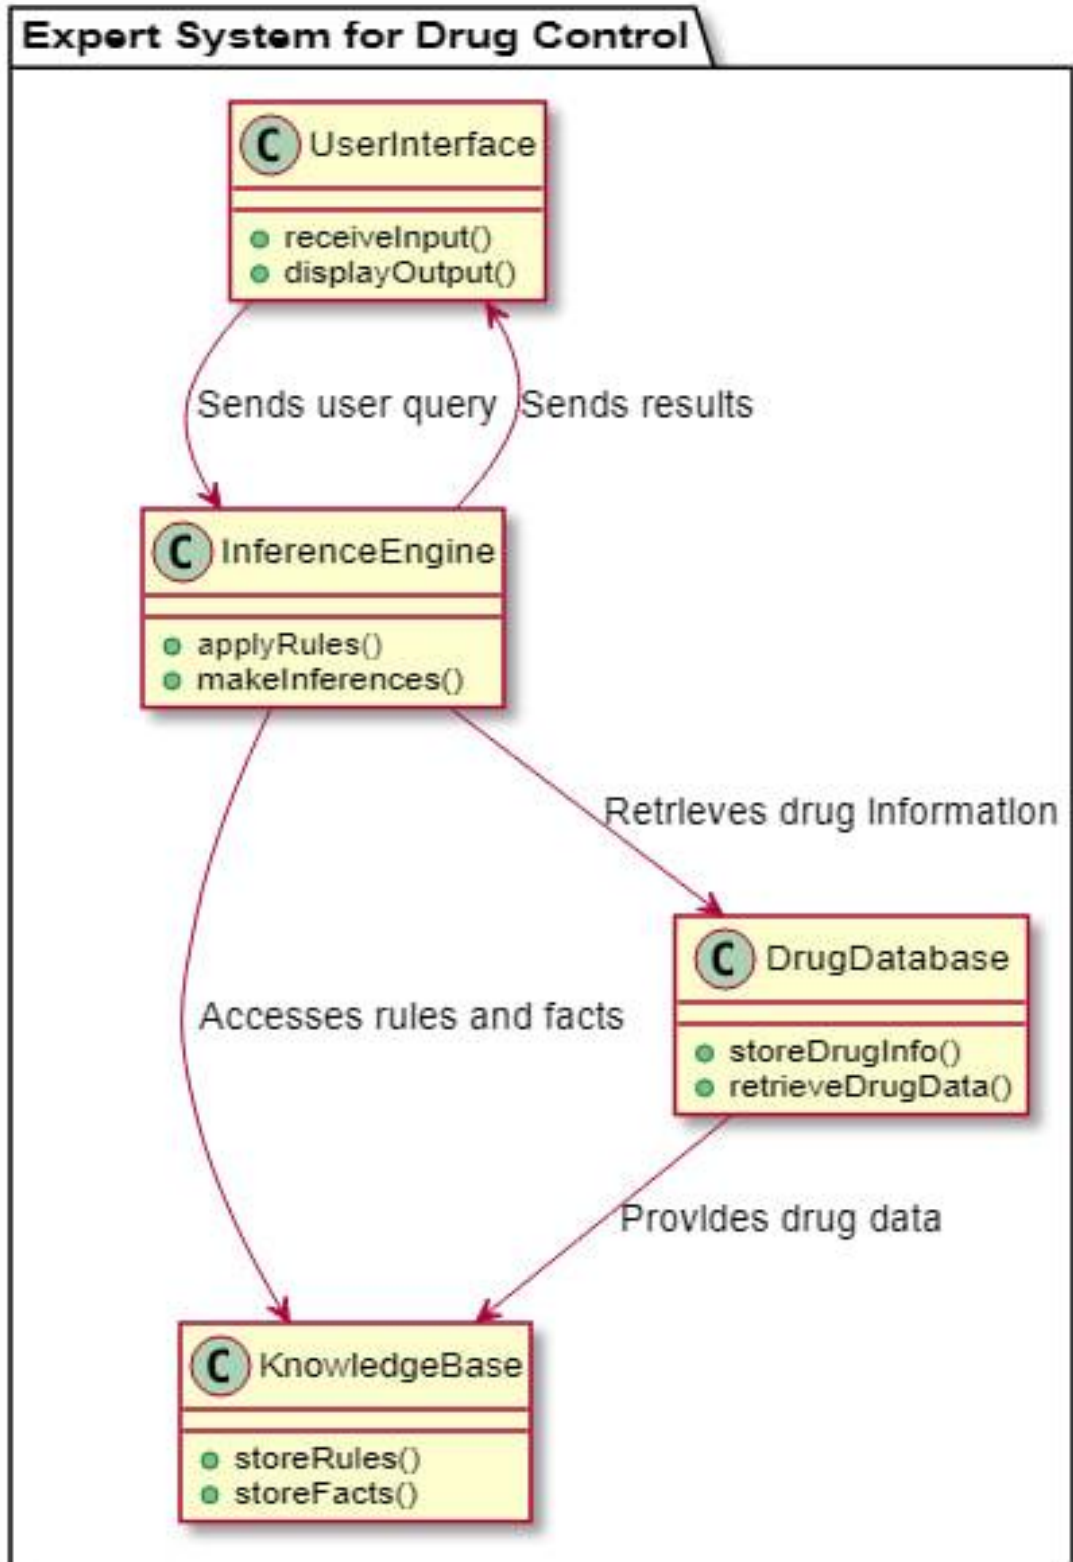 Expert System for Drug Control
C UserInterface
receiveInput()
displayOutput()
Sends user query
Sends results
C InferenceEngine
applyRules()
makeInferences()
Retrieves drug information
C DrugDatabase
Accesses rules and facts
storeDrugInfo()
retrieveDrugData()
Provides drug data
C KnowledgeBase
storeRules()
storeFacts()